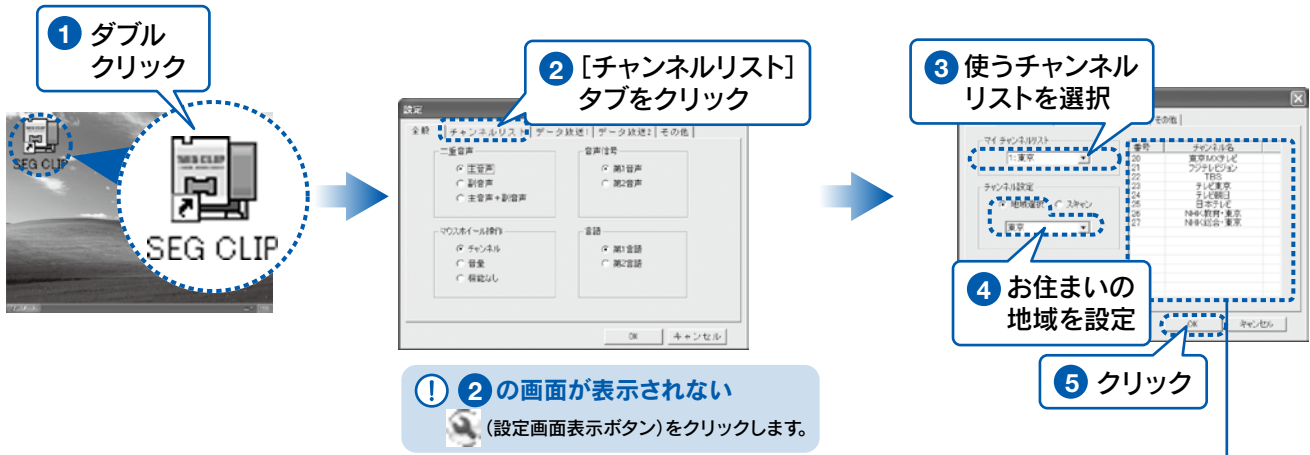 1 ダブル
クリック
SEG CLIP
SEG CLIP
2 [チャンネルリスト]
タブをクリック
設定
全般 チャンネルリスト データ放送1 データ放送2 その他
二重音声
主音声
副音声
主音声+副音声
音声信号
第1音声
第2音声
マウスホイール操作
チャンネル
音量
機能なし
言語
第1言語
第2言語
OK キャンセル
! 2 の画面が表示されない
(設定画面表示ボタン)をクリックします。
3 使うチャンネル
リストを選択
その他
マイ チャンネルリスト
1:東京
チャンネル設定
地域選択 スキャン
東京
番号 チャンネル名
20 東京MXテレビ
21 フジテレビジョン
22 TBS
23 テレビ東京
24 テレビ朝日
25 日本テレビ
26 NHK教育・東京
27 NHK総合・東京
4 お住まいの
地域を設定
OK キャンセル
5 クリック